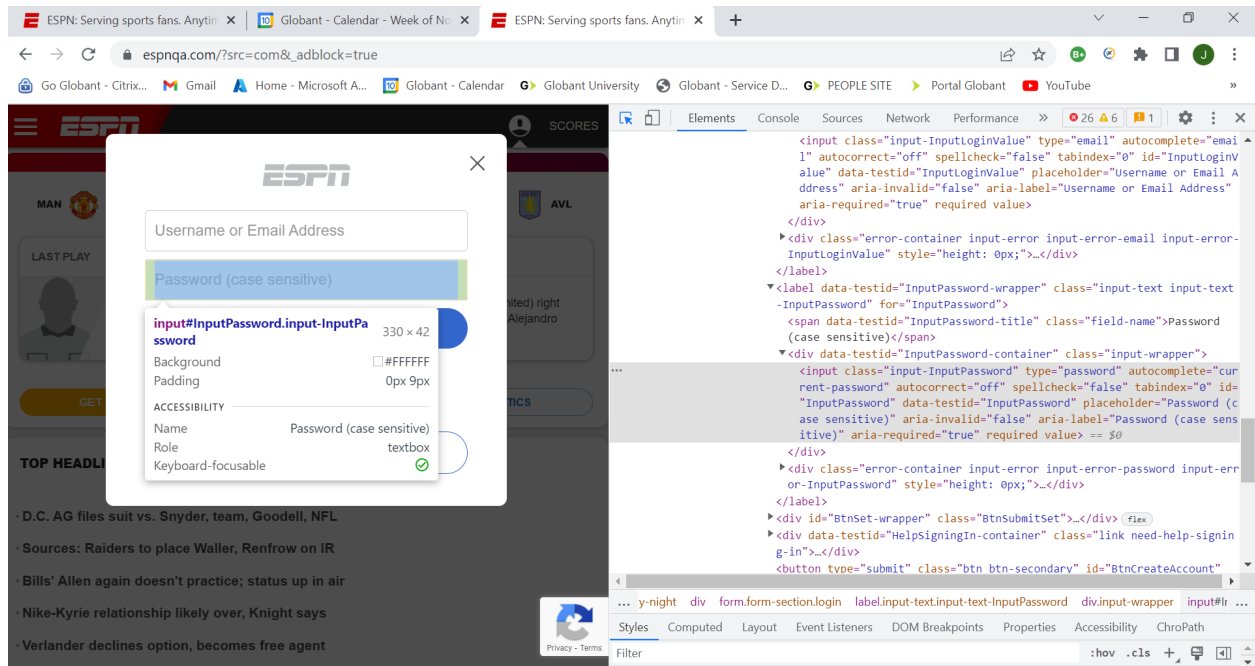 ESPN: Serving sports fans. Anytin
Globant - Calendar - Week of No
ESPN: Serving sports fans. Anytin
espnqa.com/?src=com&_adblock=true
B+
J
Go Globant - Citrix...
Gmail
Home - Microsoft A...
10 Globant - Calendar
G> Globant University
Globant - Service D...
G> PEOPLE SITE
Portal Globant
YouTube
»
ESPN
SCORES
MAN
AVL
LAST PLAY
nited) right
Alejandro
GET
TICS
TOP HEADLI
· D.C. AG files suit vs. Snyder, team, Goodell, NFL
· Sources: Raiders to place Waller, Renfrow on IR
· Bills' Allen again doesn't practice; status up in air
· Nike-Kyrie relationship likely over, Knight says
· Verlander declines option, becomes free agent
ESPN
Username or Email Address
Password (case sensitive)
input#InputPassword.input-InputPa
ssword
330 × 42
Background
#FFFFFF
Padding
0px 9px
ACCESSIBILITY
Name
Password (case sensitive)
Role
textbox
Keyboard-focusable
Privacy - Terms
Elements Console Sources Network Performance » 26 6 1
<input class="input-InputLoginValue" type="email" autocomplete="emai
l" autocorrect="off" spellcheck="false" tabindex="0" id="InputLoginV
alue" data-testid="InputLoginValue" placeholder="Username or Email A
ddress" aria-invalid="false" aria-label="Username or Email Address"
aria-required="true" required value>
</div>
<div class="error-container input-error input-error-email input-error-
InputLoginValue" style="height: 0px;">…</div>
</label>
<label data-testid="InputPassword-wrapper" class="input-text input-text
-InputPassword" for="InputPassword">
<span data-testid="InputPassword-title" class="field-name">Password
(case sensitive)</span>
<div data-testid="InputPassword-container" class="input-wrapper">
<input class="input-InputPassword" type="password" autocomplete="cur
rent-password" autocorrect="off" spellcheck="false" tabindex="0" id=
"InputPassword" data-testid="InputPassword" placeholder="Password (c
ase sensitive)" aria-invalid="false" aria-label="Password (case sens
itive)" aria-required="true" required value> == $0
</div>
<div class="error-container input-error input-error-password input-err
or-InputPassword" style="height: 0px;">…</div>
</label>
<div id="BtnSet-wrapper" class="BtnSubmitSet">…</div> flex
<div data-testid="HelpSigningIn-container" class="link need-help-signin
g-in">…</div>
<button type="submit" class="btn btn-secondary" id="BtnCreateAccount"
... y-night div form.form-section.login label.input-text.input-text-InputPassword div.input-wrapper input#Ir ...
Styles Computed Layout Event Listeners DOM Breakpoints Properties Accessibility ChroPath
Filter
:hov .cls +